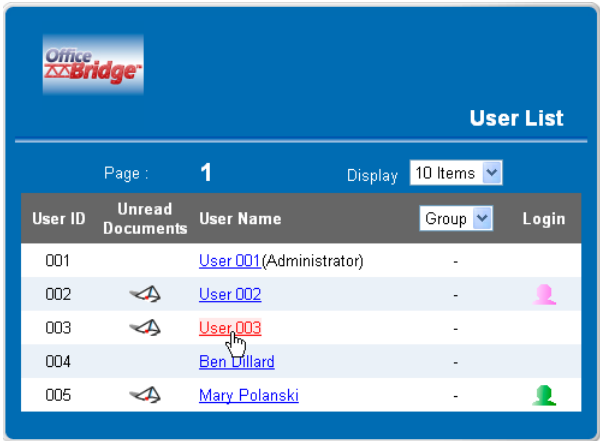 Office
Bridge™
User List
Page : 1 Display 10 Items
User ID Unread Documents User Name Group Login
001 User 001(Administrator) -
002 User 002 -
003 User 003 -
004 Ben Dillard -
005 Mary Polanski -